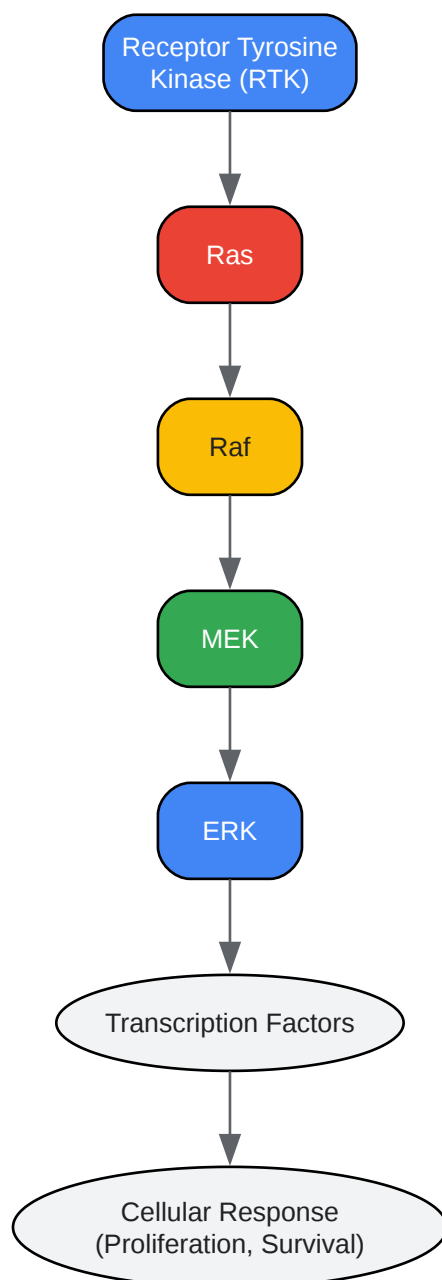 Receptor Tyrosine
Kinase (RTK)
Ras
Raf
MEK
ERK
Transcription Factors
Cellular Response
(Proliferation, Survival)